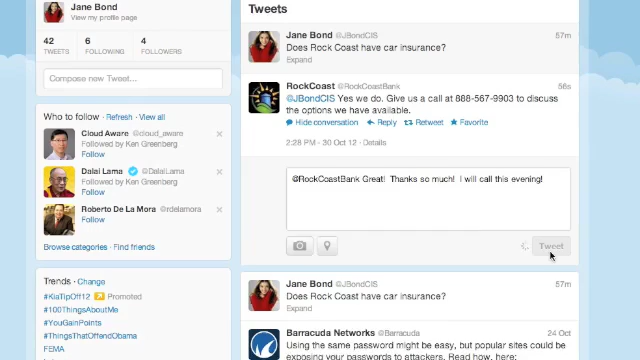 Jane Bond
View my profile page
42 6 4
TWEETS FOLLOWING FOLLOWERS
Compose new Tweet...
Who to follow · Refresh · View all
Cloud Aware @cloud_aware
Followed by Ken Greenberg
Follow
Dalai Lama @DalaiLama
Followed by Ken Greenberg
Follow
Roberto De La Mora @rdelamora
Follow
Browse categories · Find friends
Trends · Change
#KiaTipOff12 Promoted
#100ThingsAboutMe
#YouGainPoints
#ThingsThatOffendObama
FEMA
Tweets
Jane Bond @JBondCIS 57m
Does Rock Coast have car insurance?
Expand
RockCoast @RockCoastBank 56s
@JBondCIS Yes we do. Give us a call at 888-567-9903 to discuss
the options we have available.
Hide conversation Reply Retweet Favorite
2:28 PM - 30 Oct 12 · Details
@RockCoastBank Great! Thanks so much! I will call this evening!
Tweet
Jane Bond @JBondCIS 57m
Does Rock Coast have car insurance?
Expand
Barracuda Networks @Barracuda 24 Oct
Using the same password might be easy, but popular sites could
be exposing your passwords to attackers. Read how, here: